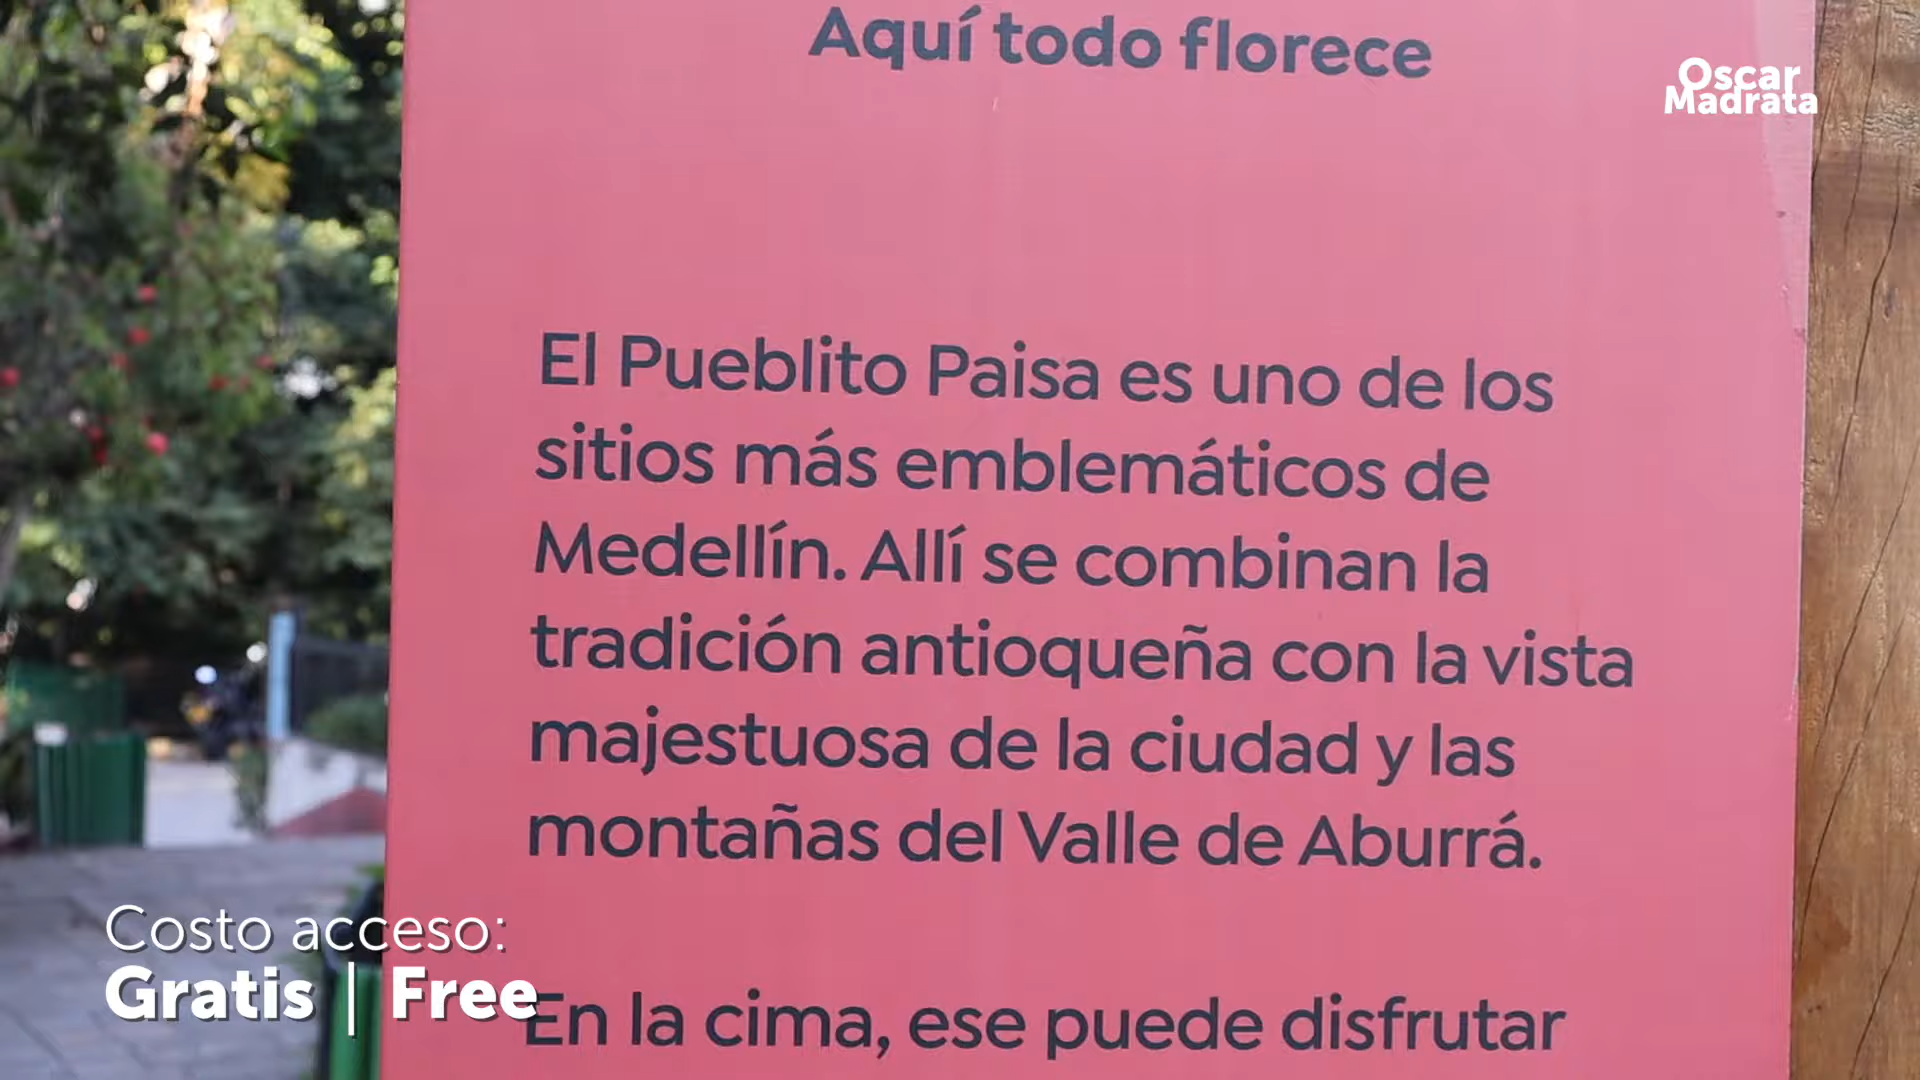 Aquí todo florece
Oscar
Madrata
El Pueblito Paisa es uno de los
sitios más emblemáticos de
Medellín. Allí se combinan la
tradición antioqueña con la vista
majestuosa de la ciudad y las
montañas del Valle de Aburrá.
Costo acceso:
Gratis | Free
En la cima, ese puede disfrutar